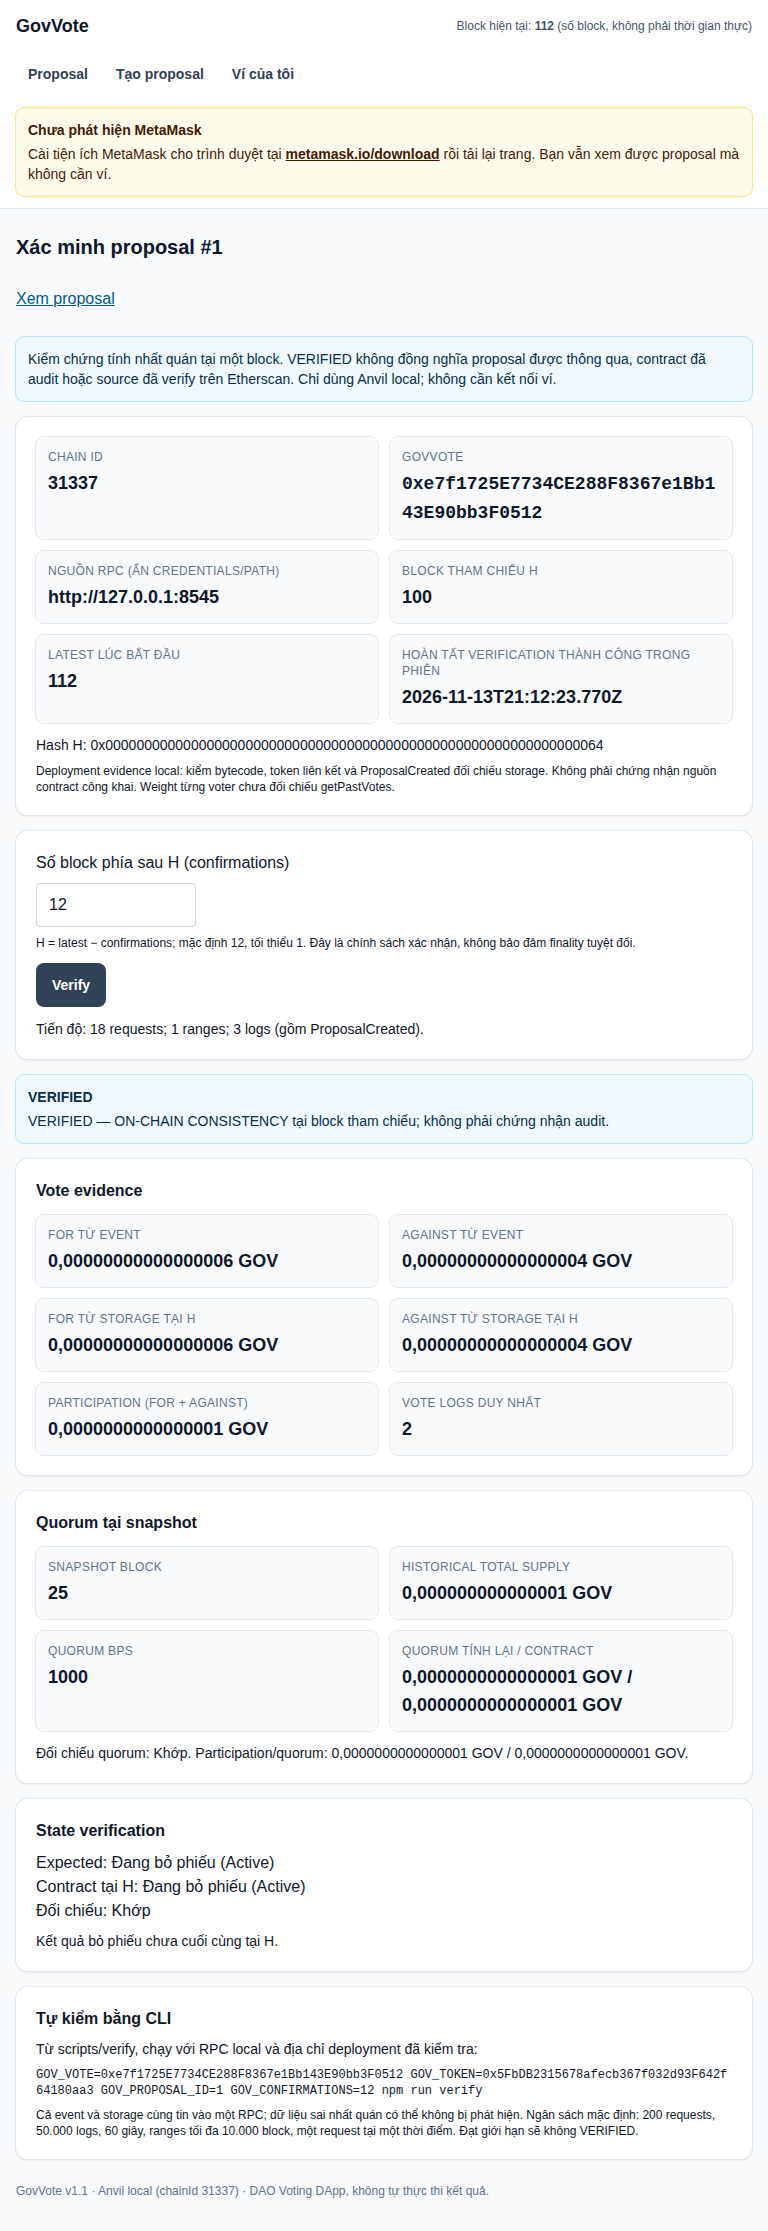 GovVote
Block hiện tại: 112 (số block, không phải thời gian thực)
Proposal
Tạo proposal
Ví của tôi
Chưa phát hiện MetaMask
Cài tiện ích MetaMask cho trình duyệt tại metamask.io/download rồi tải lại trang. Bạn vẫn xem được proposal mà
không cần ví.
Xác minh proposal #1
Xem proposal
Kiểm chứng tính nhất quán tại một block. VERIFIED không đồng nghĩa proposal được thông qua, contract đã
audit hoặc source đã verify trên Etherscan. Chỉ dùng Anvil local; không cần kết nối ví.
CHAIN ID
31337
GOVVOTE
0xe7f1725E7734CE288F8367e1Bb1
43E90bb3F0512
NGUỒN RPC (ẨN CREDENTIALS/PATH)
http://127.0.0.1:8545
BLOCK THAM CHIẾU H
100
LATEST LÚC BẮT ĐẦU
112
HOÀN TẤT VERIFICATION THÀNH CÔNG TRONG
PHIÊN
2026-11-13T21:12:23.770Z
Hash H: 0x0000000000000000000000000000000000000000000000000000000000000064
Deployment evidence local: kiểm bytecode, token liên kết và ProposalCreated đối chiếu storage. Không phải chứng nhận nguồn
contract công khai. Weight từng voter chưa đối chiếu getPastVotes.
Số block phía sau H (confirmations)
12
H = latest − confirmations; mặc định 12, tối thiểu 1. Đây là chính sách xác nhận, không bảo đảm finality tuyệt đối.
Verify
Tiến độ: 18 requests; 1 ranges; 3 logs (gồm ProposalCreated).
VERIFIED
VERIFIED — ON-CHAIN CONSISTENCY tại block tham chiếu; không phải chứng nhận audit.
Vote evidence
FOR TỪ EVENT
0,00000000000000006 GOV
AGAINST TỪ EVENT
0,00000000000000004 GOV
FOR TỪ STORAGE TẠI H
0,00000000000000006 GOV
AGAINST TỪ STORAGE TẠI H
0,00000000000000004 GOV
PARTICIPATION (FOR + AGAINST)
0,0000000000000001 GOV
VOTE LOGS DUY NHẤT
2
Quorum tại snapshot
SNAPSHOT BLOCK
25
HISTORICAL TOTAL SUPPLY
0,000000000000001 GOV
QUORUM BPS
1000
QUORUM TÍNH LẠI / CONTRACT
0,0000000000000001 GOV /
0,0000000000000001 GOV
Đối chiếu quorum: Khớp. Participation/quorum: 0,0000000000000001 GOV / 0,0000000000000001 GOV.
State verification
Expected: Đang bỏ phiếu (Active)
Contract tại H: Đang bỏ phiếu (Active)
Đối chiếu: Khớp
Kết quả bỏ phiếu chưa cuối cùng tại H.
Tự kiểm bằng CLI
Từ scripts/verify, chạy với RPC local và địa chỉ deployment đã kiểm tra:
GOV_VOTE=0xe7f1725E7734CE288F8367e1Bb143E90bb3F0512 GOV_TOKEN=0x5FbDB2315678afecb367f032d93F642f
64180aa3 GOV_PROPOSAL_ID=1 GOV_CONFIRMATIONS=12 npm run verify
Cả event và storage cùng tin vào một RPC; dữ liệu sai nhất quán có thể không bị phát hiện. Ngân sách mặc định: 200 requests,
50.000 logs, 60 giây, ranges tối đa 10.000 block, một request tại một thời điểm. Đạt giới hạn sẽ không VERIFIED.
GovVote v1.1 · Anvil local (chainId 31337) · DAO Voting DApp, không tự thực thi kết quả.